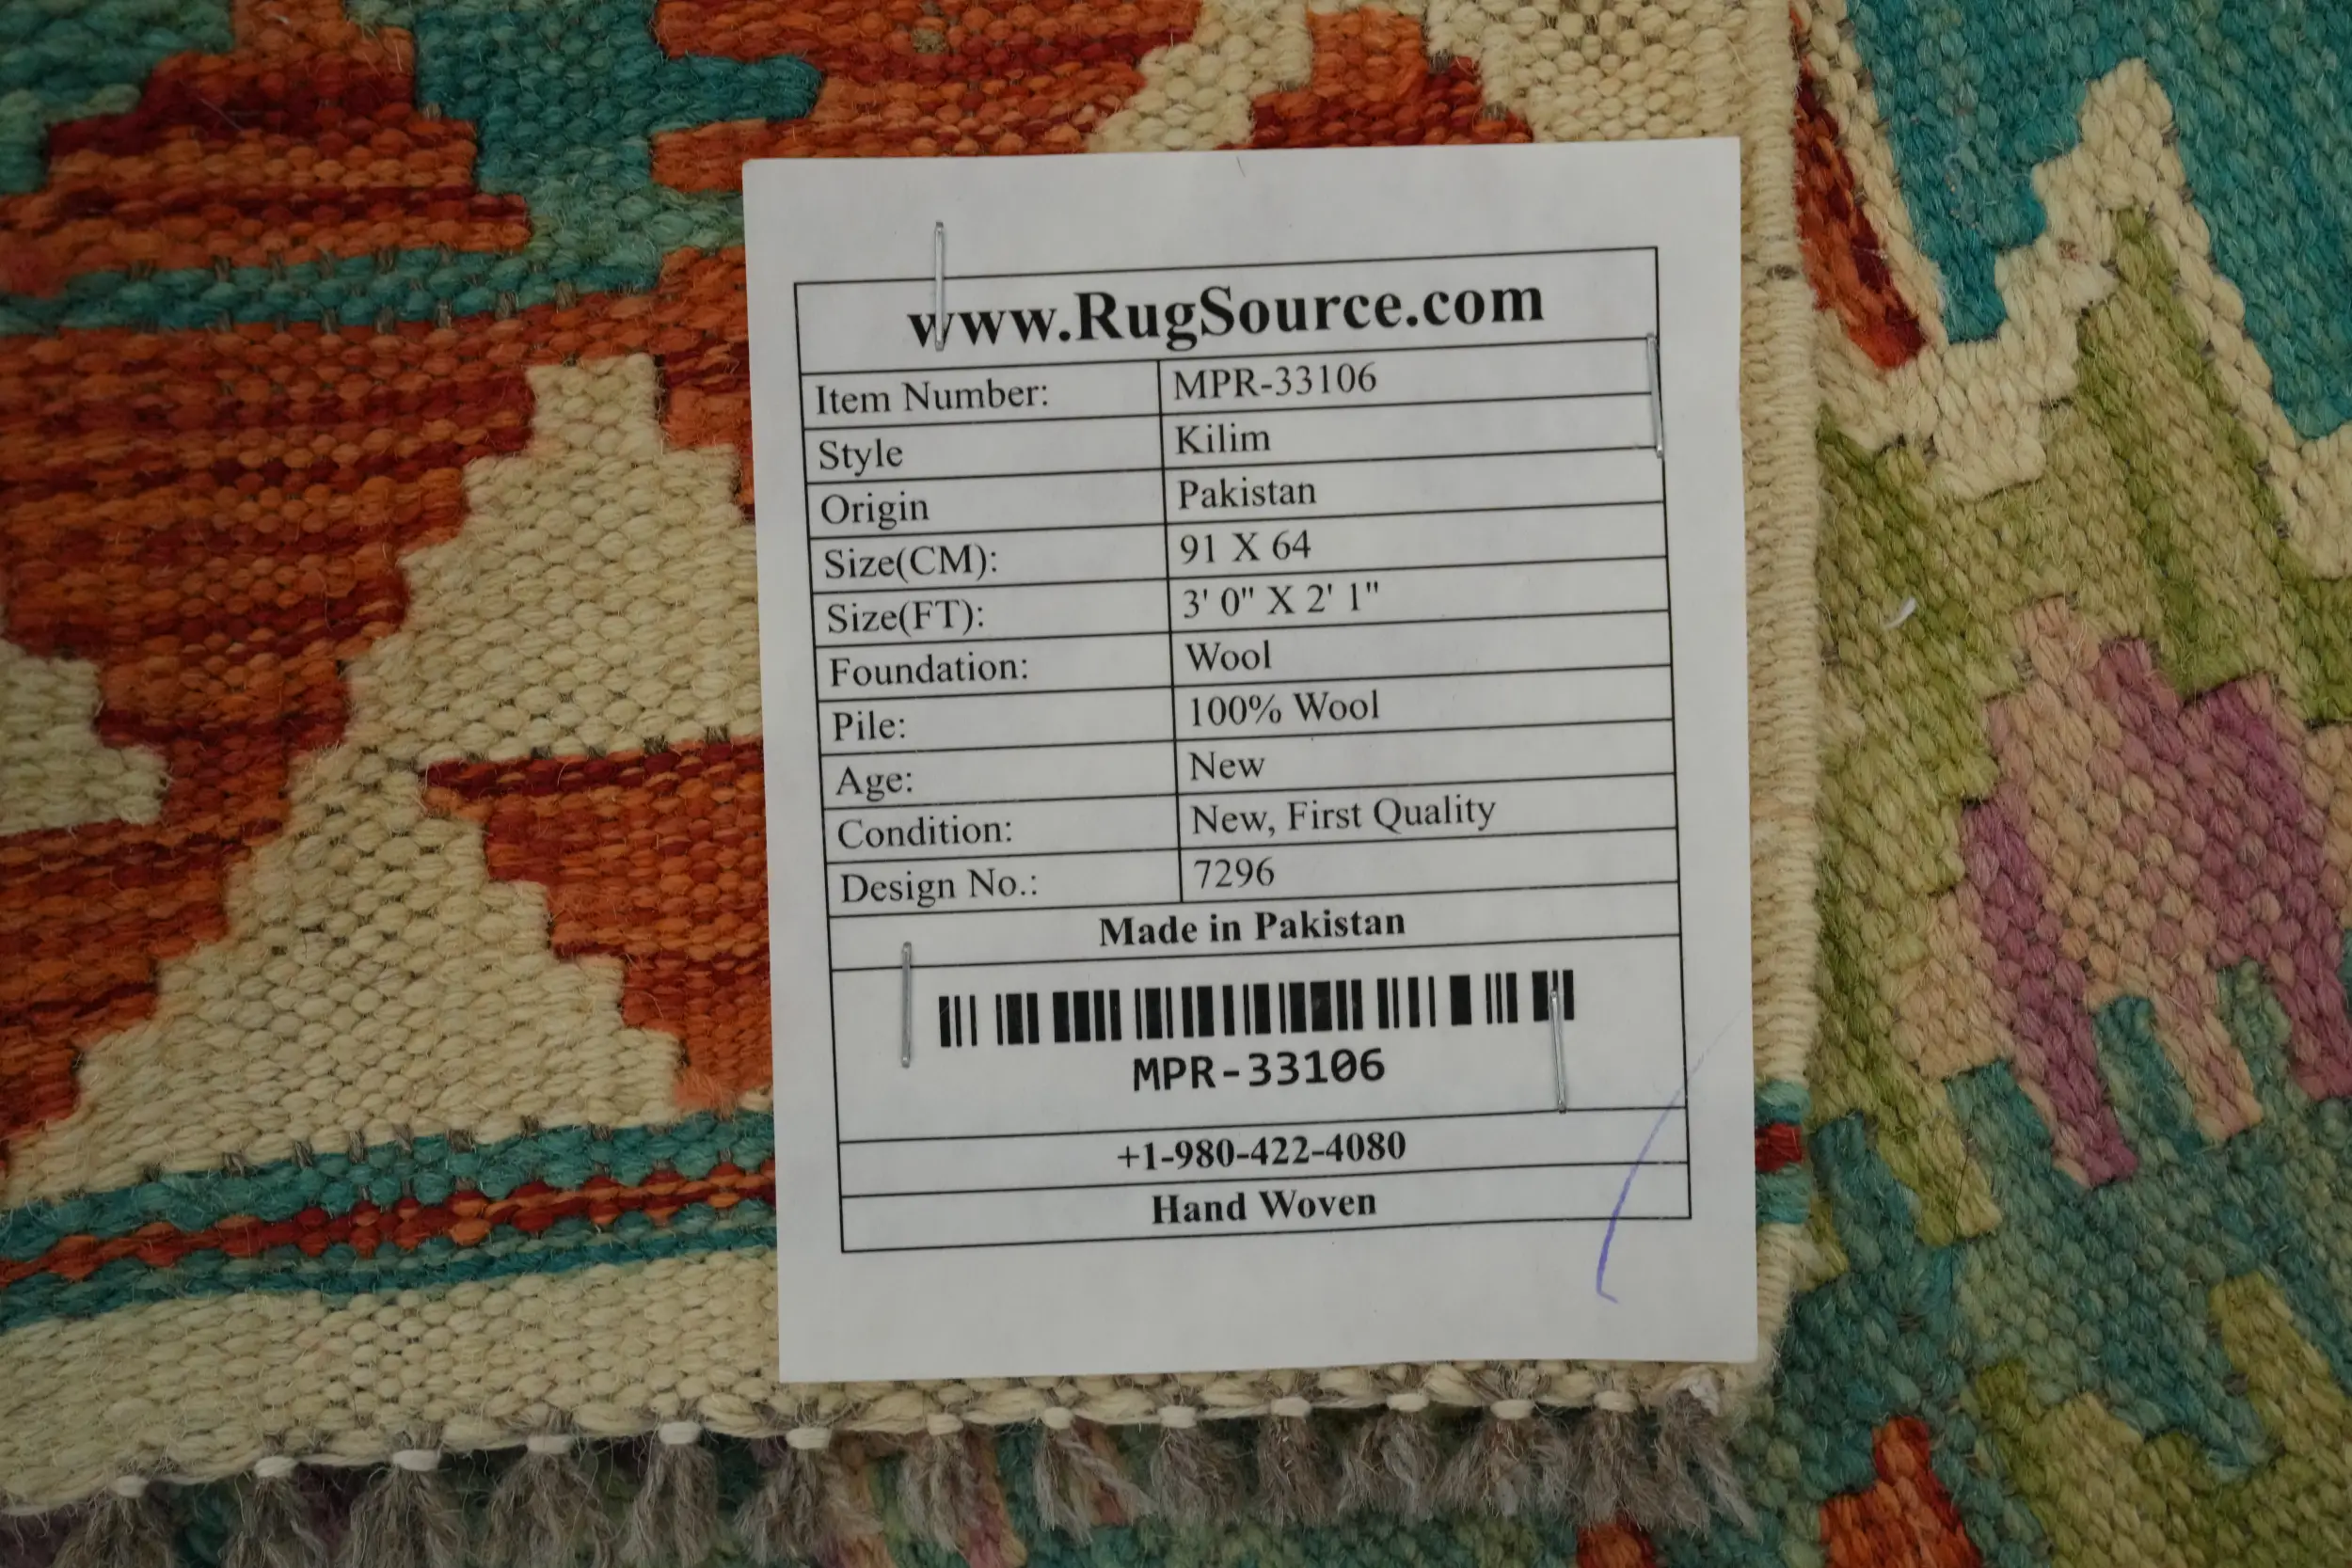 www.RugSource.com
Item Number: MPR-33106
Style Kilim
Origin Pakistan
Size(CM): 91 X 64
Size(FT): 3' 0" X 2' 1"
Foundation: Wool
Pile: 100% Wool
Age: New
Condition: New, First Quality
Design No.: 7296
Made in Pakistan
MPR-33106
+1-980-422-4080
Hand Woven